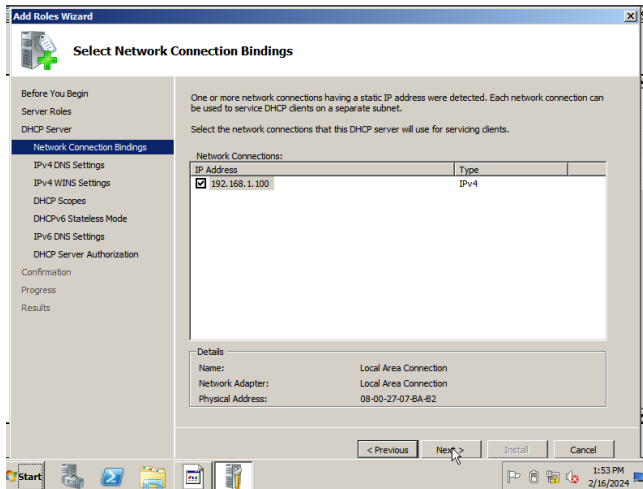 Add Roles Wizard
Select Network Connection Bindings
Before You Begin
Server Roles
DHCP Server
Network Connection Bindings
IPv4 DNS Settings
IPv4 WINS Settings
DHCP Scopes
DHCPv6 Stateless Mode
IPv6 DNS Settings
DHCP Server Authorization
Confirmation
Progress
Results
One or more network connections having a static IP address were detected. Each network connection can
be used to service DHCP clients on a separate subnet.
Select the network connections that this DHCP server will use for servicing clients.
Network Connections:
IP Address Type
192.168.1.100 IPv4
Details
Name: Local Area Connection
Network Adapter: Local Area Connection
Physical Address: 08-00-27-07-BA-B2
< Previous Next > Install Cancel
Start
1:53 PM
2/16/2024